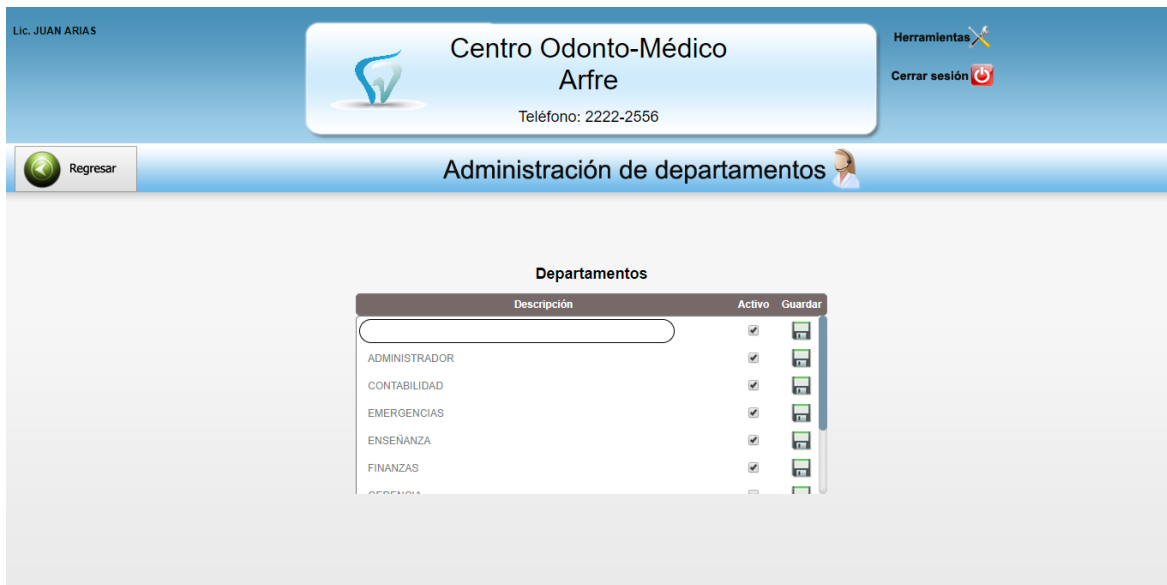 Lic. JUAN ARIAS
Centro Odonto-Médico
Arfre
Teléfono: 2222-2556
Herramientas
Cerrar sesión
Regresar
Administración de departamentos
Departamentos
Descripción Activo Guardar
ADMINISTRADOR
CONTABILIDAD
EMERGENCIAS
ENSEÑANZA
FINANZAS